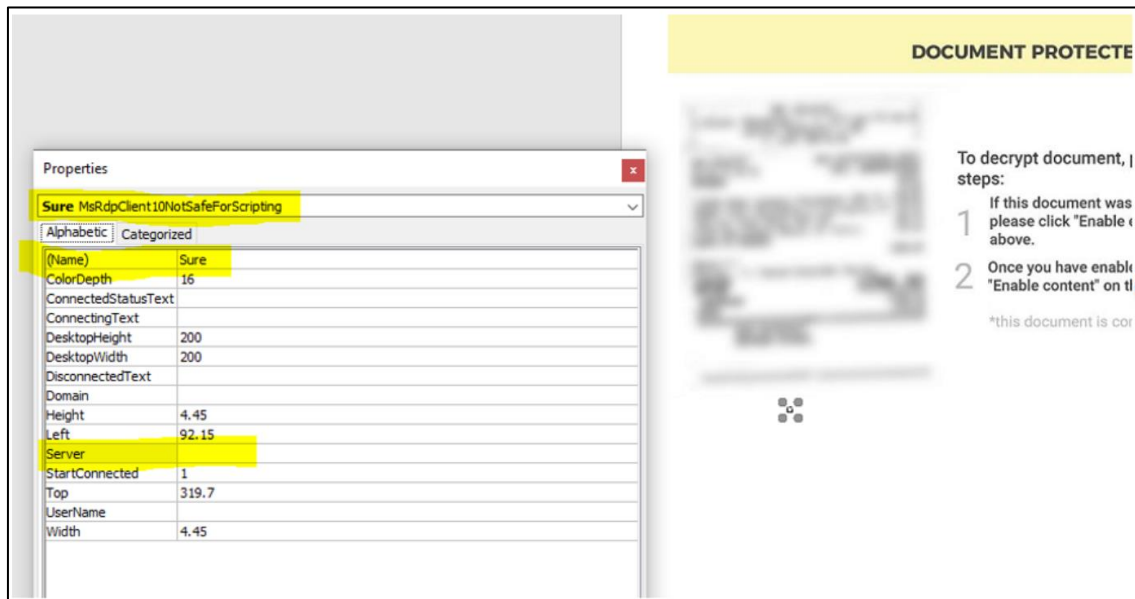 DOCUMENT PROTECTE
To decrypt document,
steps:
1 If this document was
please click "Enable
above.
2 Once you have enable
"Enable content" on
*this document is
Properties
x
Sure MsRdpClient10NotSafeForScripting
Alphabetic Categorized
(Name) Sure
ColorDepth 16
ConnectedStatusText
ConnectingText
DesktopHeight 200
DesktopWidth 200
DisconnectedText
Domain
Height 4.45
Left 92.15
Server
StartConnected 1
Top 319.7
UserName
Width 4.45